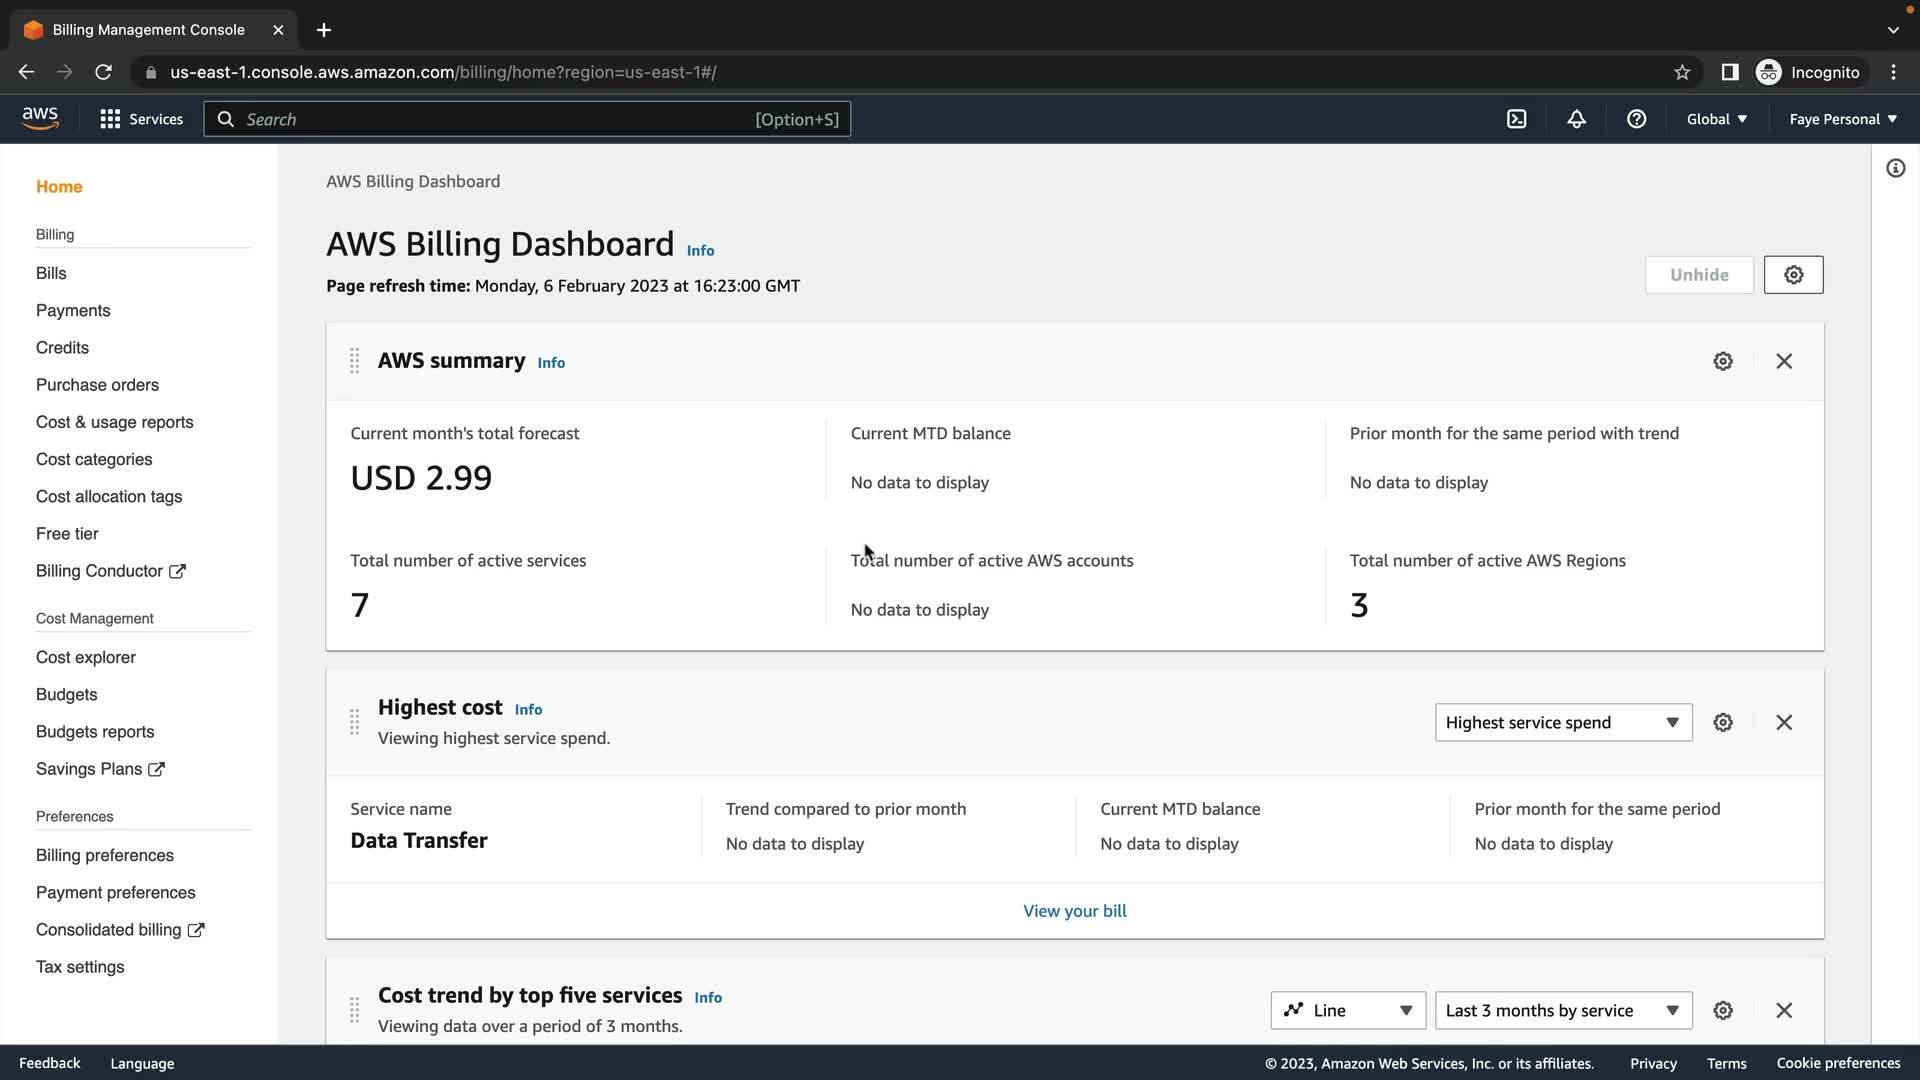 Billing Management Console
us-east-1.console.aws.amazon.com/billing/home?region=us-east-1#/
Incognito
aws
Services
Search
[Option+S]
Global
Faye Personal
Home
Billing
Bills
Payments
Credits
Purchase orders
Cost & usage reports
Cost categories
Cost allocation tags
Free tier
Billing Conductor
Cost Management
Cost explorer
Budgets
Budgets reports
Savings Plans
Preferences
Billing preferences
Payment preferences
Consolidated billing
Tax settings
AWS Billing Dashboard
AWS Billing Dashboard Info
Page refresh time: Monday, 6 February 2023 at 16:23:00 GMT
Unhide
AWS summary Info
Current month's total forecast
USD 2.99
Current MTD balance
No data to display
Prior month for the same period with trend
No data to display
Total number of active services
7
Total number of active AWS accounts
No data to display
Total number of active AWS Regions
3
Highest cost Info
Viewing highest service spend.
Highest service spend
Service name
Data Transfer
Trend compared to prior month
No data to display
Current MTD balance
No data to display
Prior month for the same period
No data to display
View your bill
Cost trend by top five services Info
Viewing data over a period of 3 months.
Line
Last 3 months by service
Feedback
Language
© 2023, Amazon Web Services, Inc. or its affiliates.
Privacy
Terms
Cookie preferences